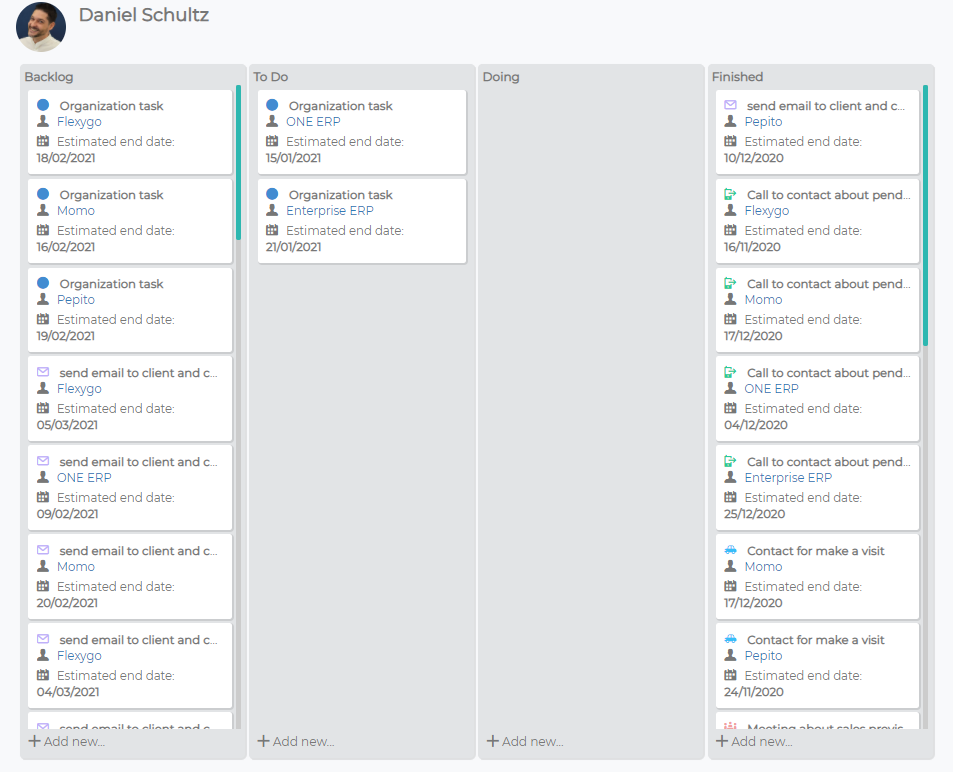 Daniel Schultz
Backlog
Organization task
Flexygo
Estimated end date:
18/02/2021
Organization task
Momo
Estimated end date:
16/02/2021
Organization task
Pepito
Estimated end date:
19/02/2021
send email to client and c...
Flexygo
Estimated end date:
05/03/2021
send email to client and c...
ONE ERP
Estimated end date:
09/02/2021
send email to client and c...
Momo
Estimated end date:
20/02/2021
send email to client and c...
Flexygo
Estimated end date:
04/03/2021
send email to client and c...
Add new...
To Do
Organization task
ONE ERP
Estimated end date:
15/01/2021
Organization task
Enterprise ERP
Estimated end date:
21/01/2021
Add new...
Doing
Add new...
Finished
send email to client and c...
Pepito
Estimated end date:
10/12/2020
Call to contact about pend...
Flexygo
Estimated end date:
16/11/2020
Call to contact about pend...
Momo
Estimated end date:
17/12/2020
Call to contact about pend...
ONE ERP
Estimated end date:
04/12/2020
Call to contact about pend...
Enterprise ERP
Estimated end date:
25/12/2020
Contact for make a visit
Momo
Estimated end date:
17/12/2020
Contact for make a visit
Pepito
Estimated end date:
24/11/2020
Meeting about sales previs...
Add new...